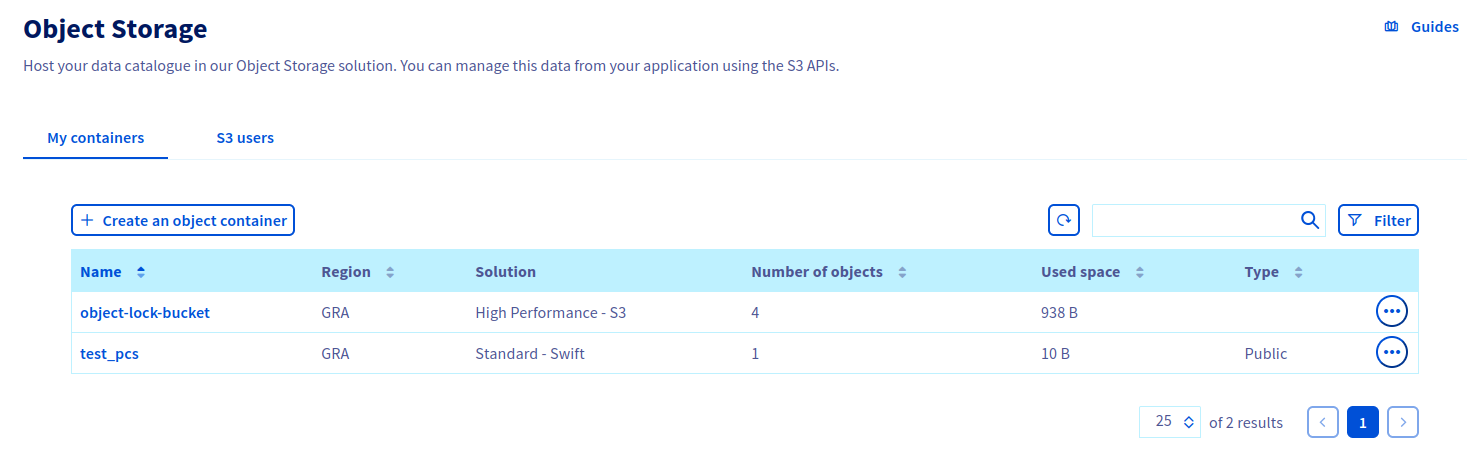 Object Storage
Guides
Host your data catalogue in our Object Storage solution. You can manage this data from your application using the S3 APIs.
My containers S3 users
Create an object container Filter
Name Region Solution Number of objects Used space Type
object-lock-bucket GRA High Performance - S3 4 938 B
test_pcs GRA Standard - Swift 1 10 B Public
25 of 2 results 1